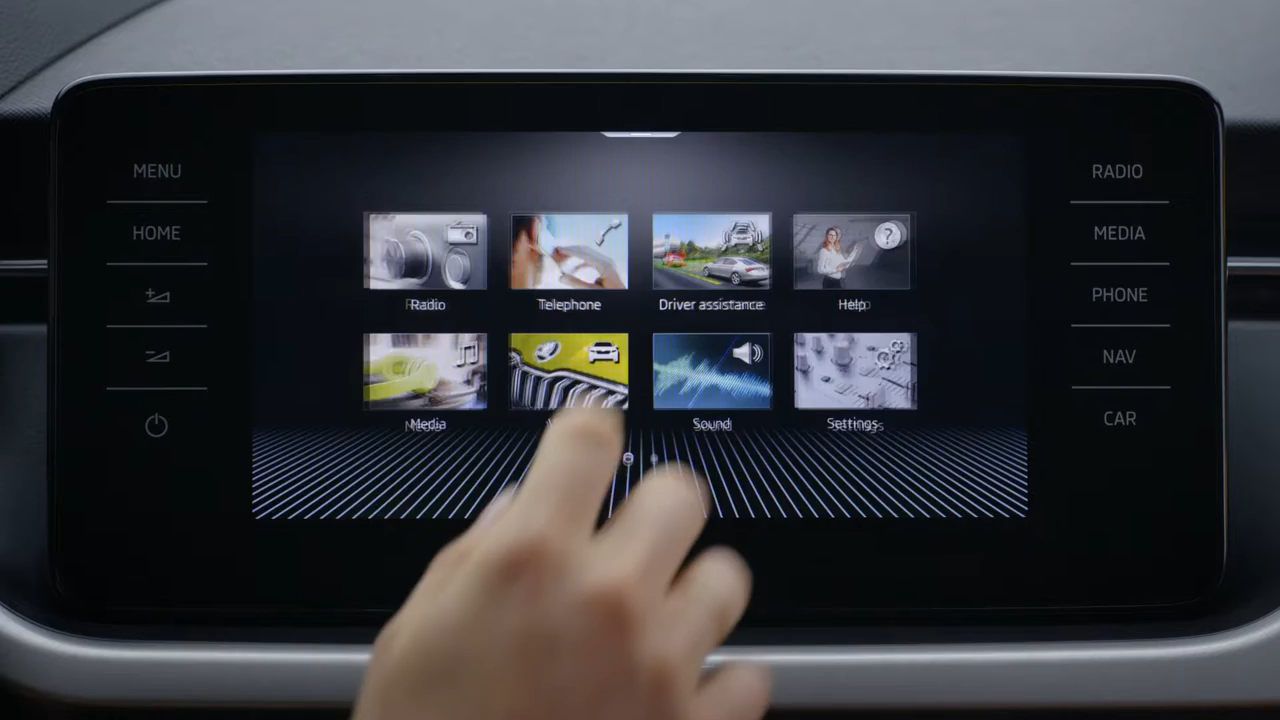 MENU
HOME
RADIO
MEDIA
PHONE
NAV
CAR
Radio
Telephone
Driver assistance
Help
Media
Sound
Settings